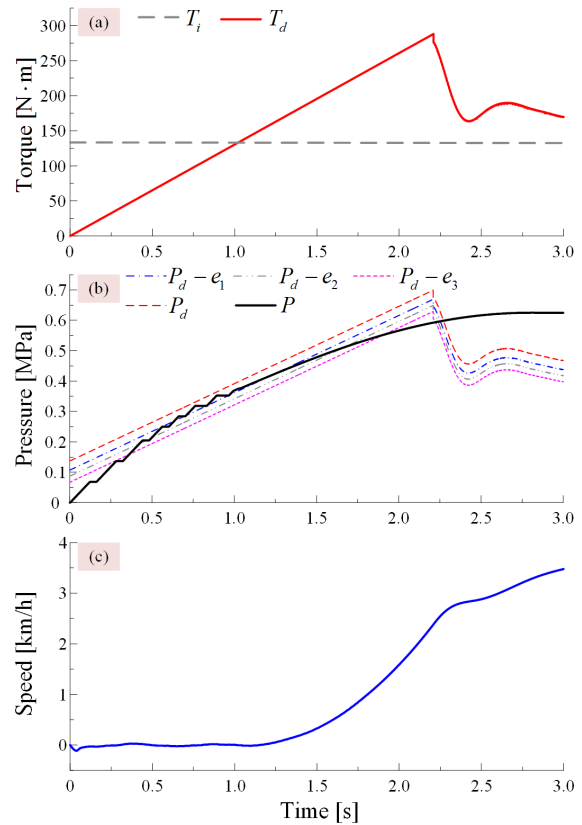 (a) T_i T_d
Torque [N·m]
300
250
200
150
100
50
0
0 0.5 1.0 1.5 2.0 2.5 3.0
P_d − e_1 P_d − e_2 P_d − e_3
(b) P_d P
Pressure [MPa]
0.7
0.6
0.5
0.4
0.3
0.2
0.1
0
0 0.5 1.0 1.5 2.0 2.5 3.0
(c)
Speed [km/h]
4
3
2
1
0
0 0.5 1.0 1.5 2.0 2.5 3.0
Time [s]